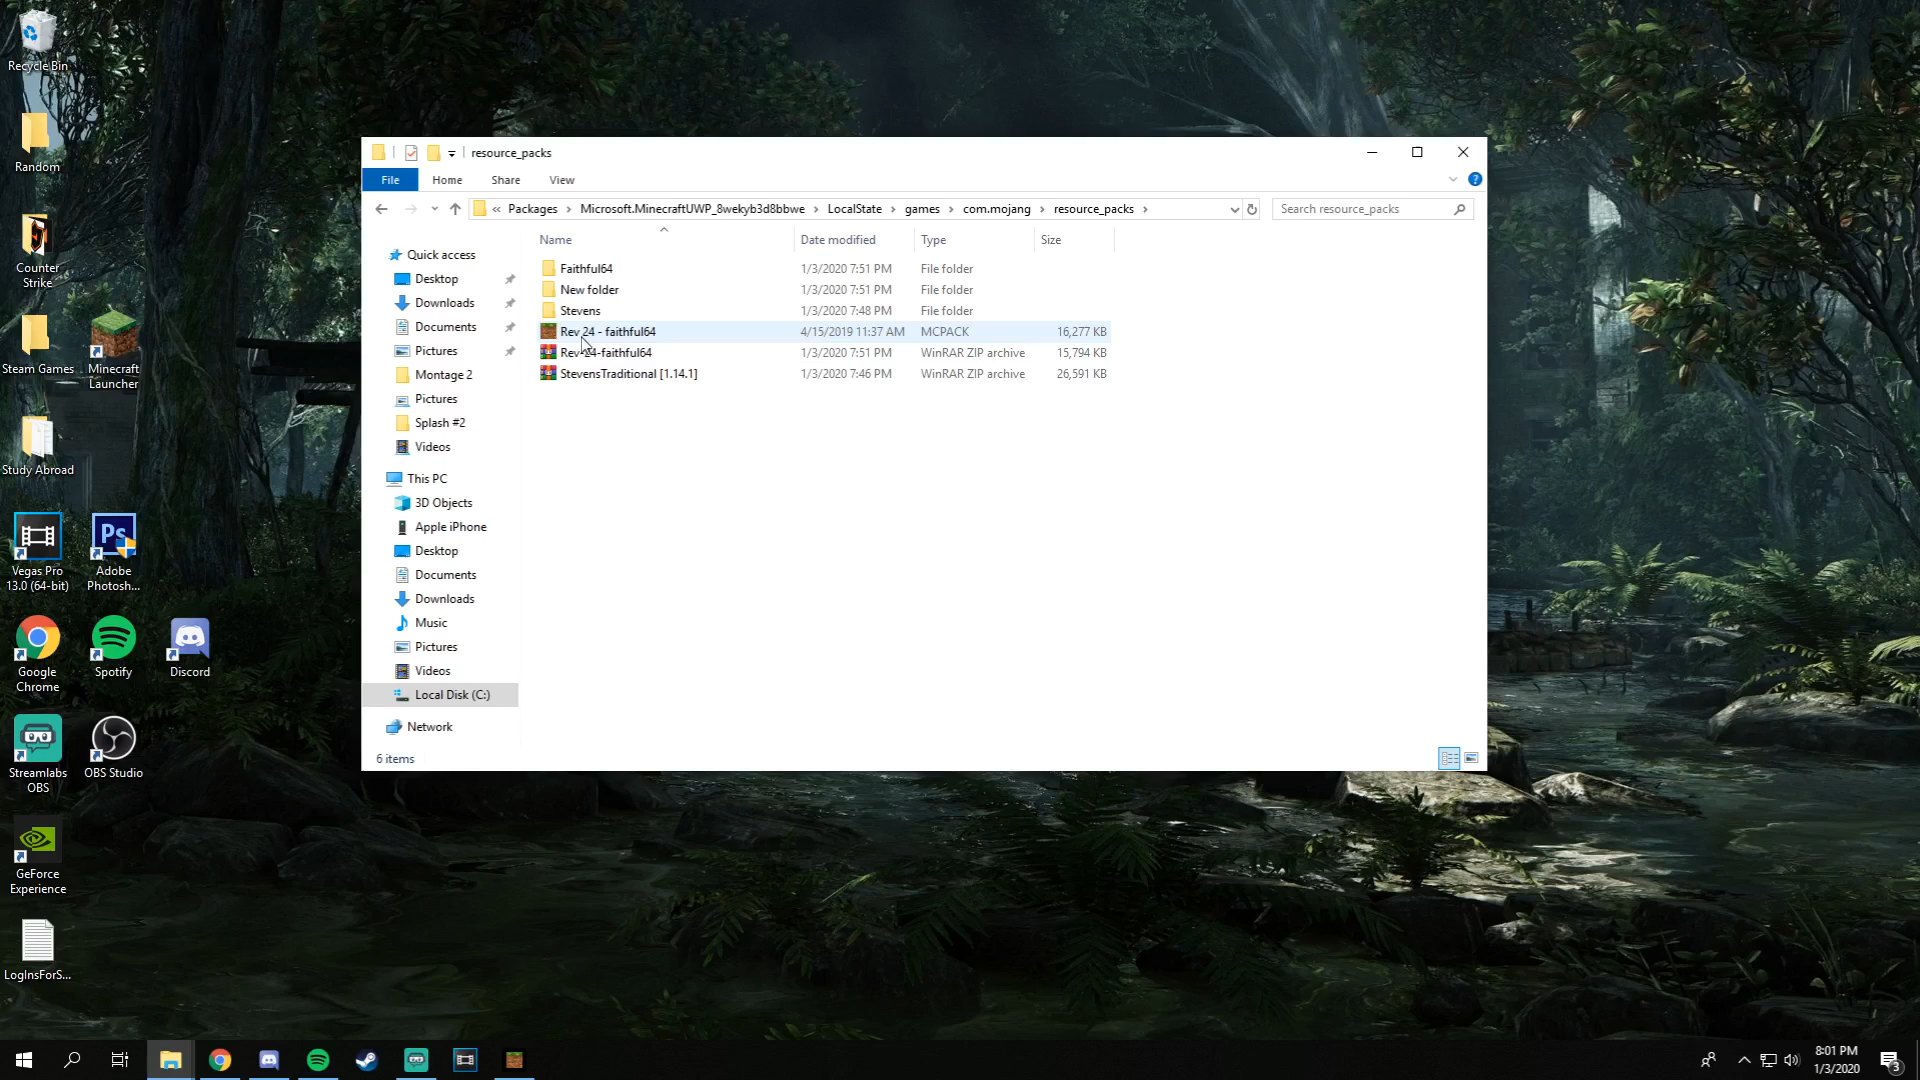 Recycle Bin
Random
Counter
Strike
Steam Games
Minecraft
Launcher
Study Abroad
Vegas Pro
13.0 (64-bit)
Ps
Adobe
Photosh...
Google
Chrome
Spotify
Discord
Streamlabs
OBS
OBS Studio
GeForce
Experience
LogInsForS...
resource_packs
File Home Share View
« Packages › Microsoft.MinecraftUWP_8wekyb3d8bbwe › LocalState › games › com.mojang › resource_packs ›
Search resource_packs
Name Date modified Type Size
Faithful64 1/3/2020 7:51 PM File folder
New folder 1/3/2020 7:51 PM File folder
Stevens 1/3/2020 7:48 PM File folder
Rev 24 - faithful64 4/15/2019 11:37 AM MCPACK 16,277 KB
Rev-24-faithful64 1/3/2020 7:51 PM WinRAR ZIP archive 15,794 KB
StevensTraditional [1.14.1] 1/3/2020 7:46 PM WinRAR ZIP archive 26,591 KB
Quick access
Desktop
Downloads
Documents
Pictures
Montage 2
Pictures
Splash #2
Videos
This PC
3D Objects
Apple iPhone
Desktop
Documents
Downloads
Music
Pictures
Videos
Local Disk (C:)
Network
6 items
8:01 PM
1/3/2020
3